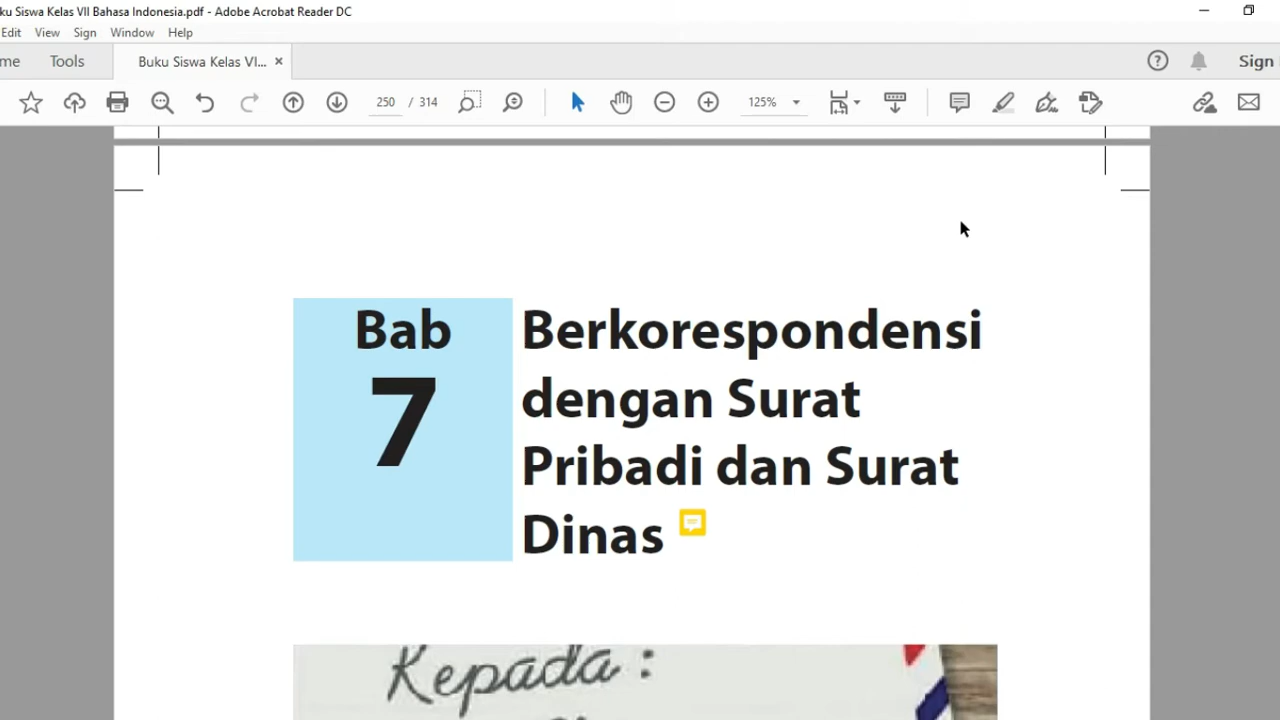 ku Siswa Kelas VII Bahasa Indonesia.pdf - Adobe Acrobat Reader DC
Edit View Sign Window Help
me Tools Buku Siswa Kelas VI... ×
250 / 314 125%
Sign
Bab
7
Berkorespondensi
dengan Surat
Pribadi dan Surat
Dinas
Kepada :